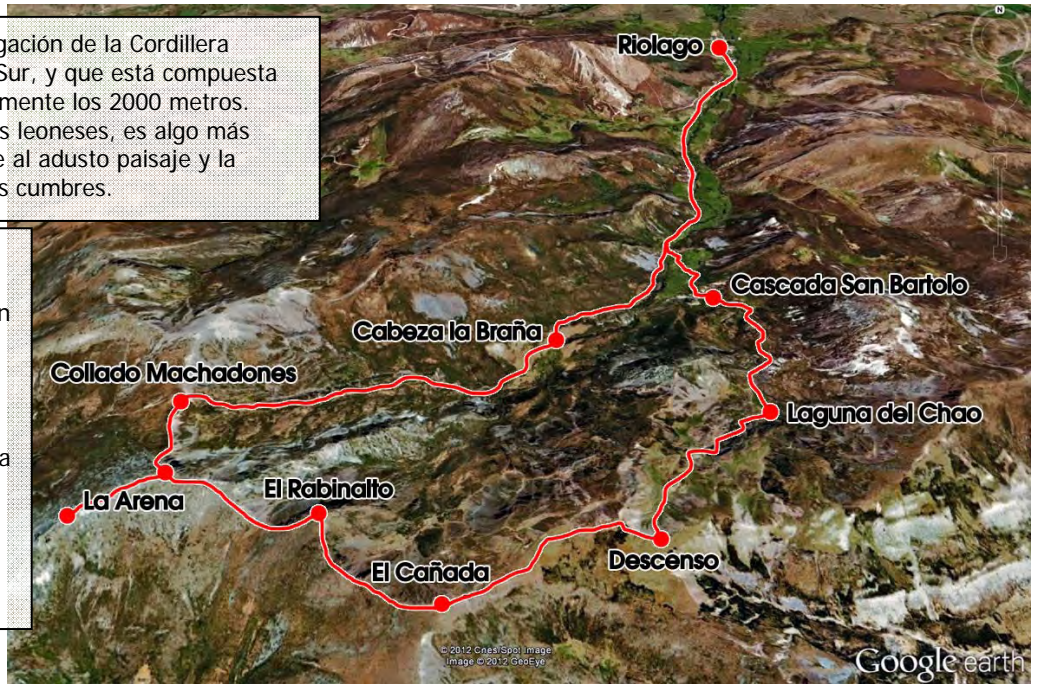 gación de la Cordillera
Sur, y que está compuesta
mente los 2000 metros.
s leoneses, es algo más
e al adusto paisaje y la
s cumbres.
n
a
Riolago
Cascada San Bartolo
Cabeza la Braña
Collado Machadones
Laguna del Chao
La Arena
El Rabinalto
Descenso
El Cañada
© 2012 Cnes/Spot Image
Image © 2012 GeoEye
Google earth
N